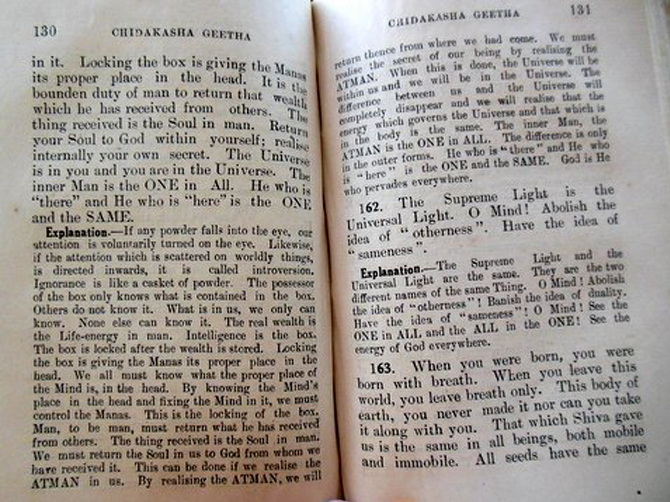 130 CHIDAKASHA GEETHA
in it. Locking the box is giving the Manas
its proper place in the head. It is the
bounden duty of man to return that wealth
which he has received from others. The
thing received is the Soul in man. Return
your Soul to God within yourself; realise
internally your own secret. The Universe
is in you and you are in the Universe. The
inner Man is the ONE in All. He who is
"there" and He who is "here" is the ONE
and the SAME.
Explanation.—If any powder falls into the eye, our
attention is voluntarily turned on the eye. Likewise,
if the attention which is scattered on worldly things,
is directed inwards, it is called introversion.
Ignorance is like a casket of powder. The possessor
of the box only knows what is contained in the box.
Others do not know it. What is in us, we only can
know. None else can know it. The real wealth is
the Life-energy in man. Intelligence is the box.
The box is locked after the wealth is stored. Locking
the box is giving the Manas its proper place in the
head. We all must know what the proper place of
the Mind is, in the head. By knowing the Mind's
place in the head and fixing the Mind in it, we must
control the Manas. This is the locking of the box.
Man, to be man, must return what he has received
from others. The thing received is the Soul in man.
We must return the Soul in us to God from whom we
have received it. This can be done if we realise the
ATMAN in us. By realising the ATMAN, we will
CHIDAKASHA GEETHA 131
return thence from where we had come. We must
realise the secret of our being by realising the
ATMAN. When this is done, the Universe will be
within us and we will be in the Universe. The
difference between us and the Universe will
completely disappear and we will realise that the
energy which governs the Universe and that which is
in the body is the same. The inner Man, the
ATMAN is the ONE in ALL. The difference is only
in the outer forms. He who is "there" and He who
is "here" is the ONE and the SAME. God is He
who pervades everywhere.
162. The Supreme Light is the
Universal Light. O Mind! Abolish the
idea of "otherness". Have the idea of
"sameness".
Explanation.—The Supreme Light and the
Universal Light are the same. They are the two
different names of the same Thing. O Mind! Abolish
the idea of "otherness"! Banish the idea of duality.
Have the idea of "sameness"! O Mind! See the
ONE in ALL and the ALL in the ONE! See the
energy of God everywhere.
163. When you were born, you were
born with breath. When you leave this
world, you leave breath only. This body of
earth, you never made it nor can you take
it along with you. That which Shiva gave
us is the same in all beings, both mobile
and immobile. All seeds have the same